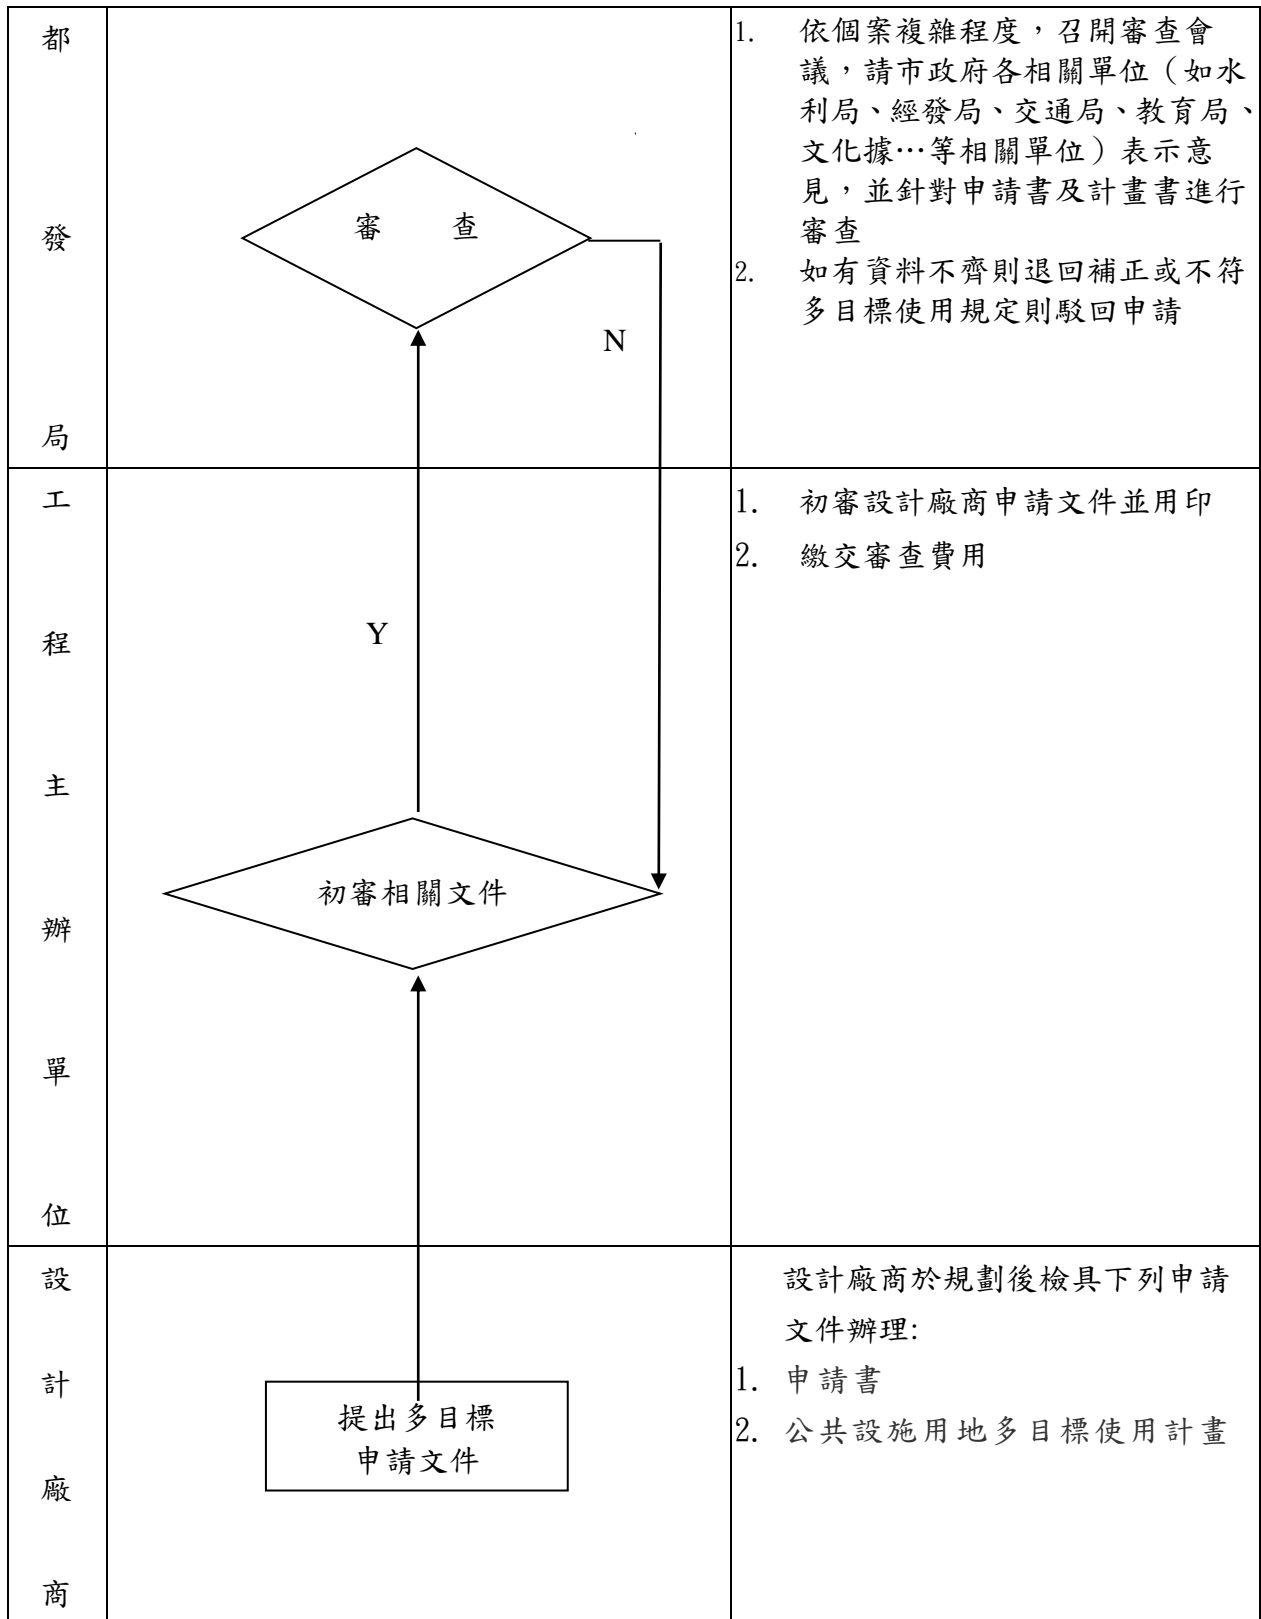 都
發
局
審 查
N
1. 依個案複雜程度，召開審查會
議，請市政府各相關單位（如水
利局、經發局、交通局、教育局、
文化據…等相關單位）表示意
見，並針對申請書及計畫書進行
審查
2. 如有資料不齊則退回補正或不符
多目標使用規定則駁回申請
工
程
主
辦
單
位
Y
初審相關文件
1. 初審設計廠商申請文件並用印
2. 繳交審查費用
設
計
廠
商
提出多目標
申請文件
設計廠商於規劃後檢具下列申請
文件辦理:
1. 申請書
2. 公共設施用地多目標使用計畫